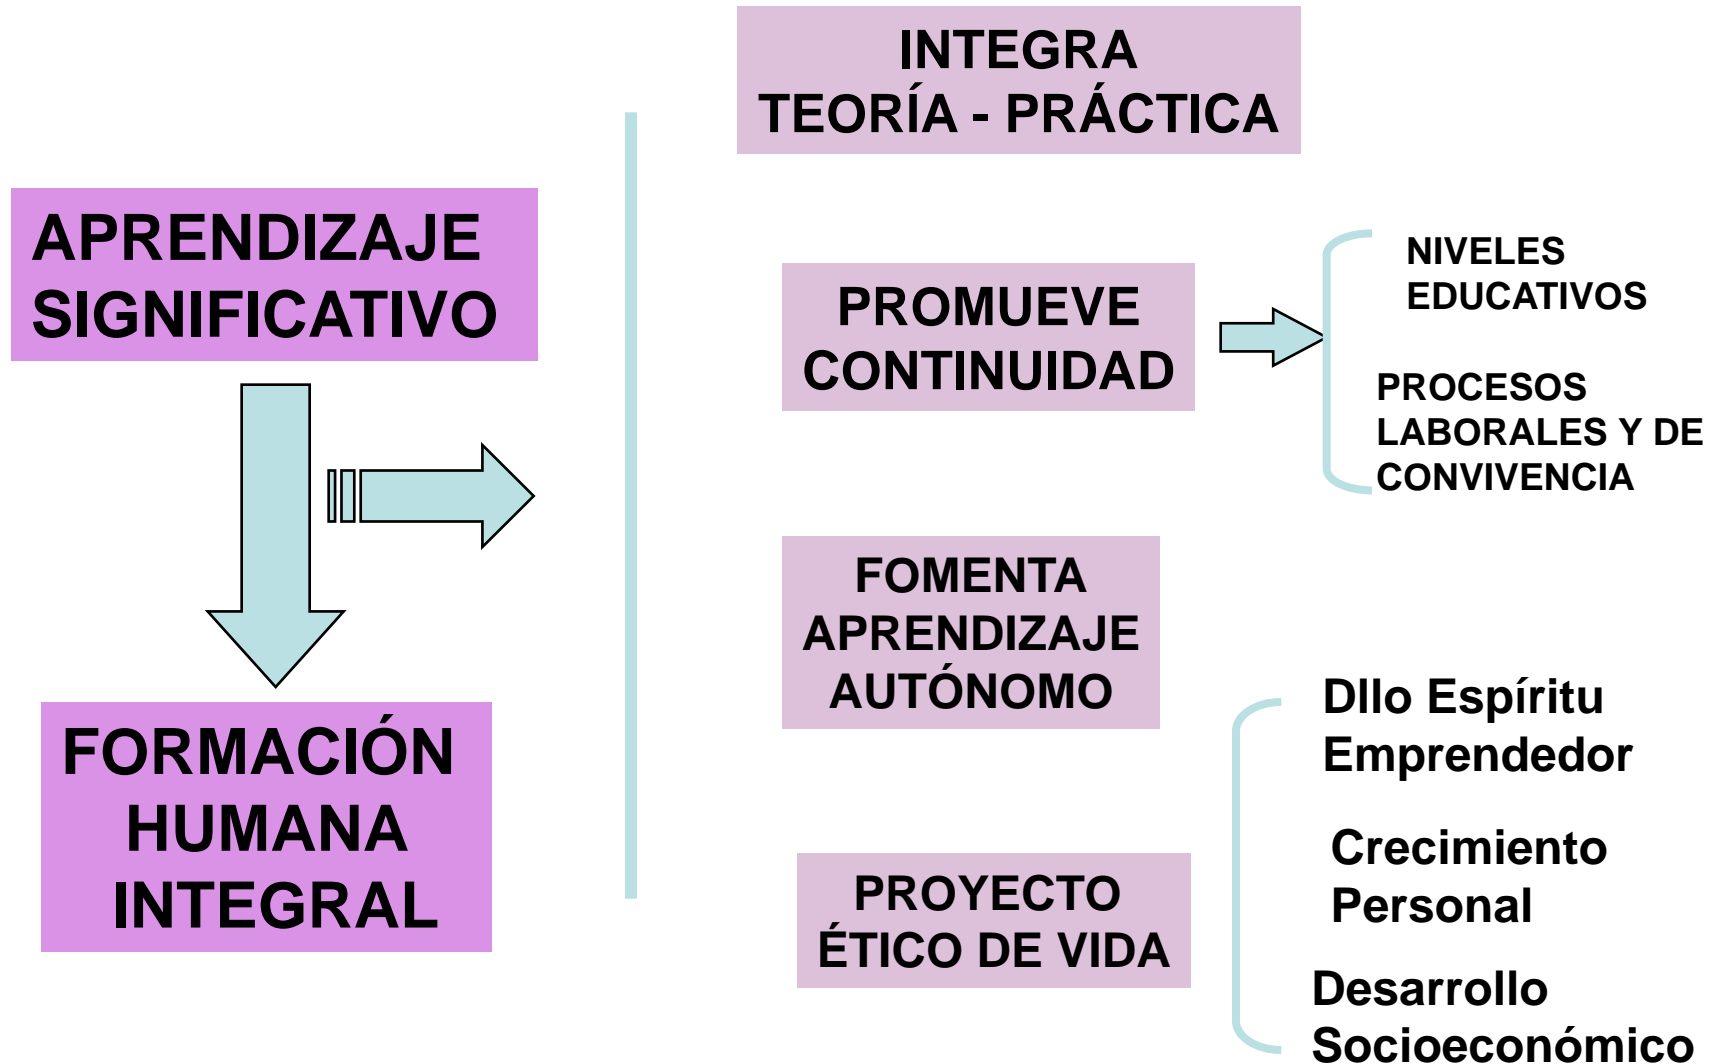 APRENDIZAJE
SIGNIFICATIVO
FORMACIÓN
HUMANA
INTEGRAL
INTEGRA
TEORÍA - PRÁCTICA
PROMUEVE
CONTINUIDAD
NIVELES
EDUCATIVOS
PROCESOS
LABORALES Y DE
CONVIVENCIA
FOMENTA
APRENDIZAJE
AUTÓNOMO
PROYECTO
ÉTICO DE VIDA
Dllo Espíritu
Emprendedor
Crecimiento
Personal
Desarrollo
Socioeconómico